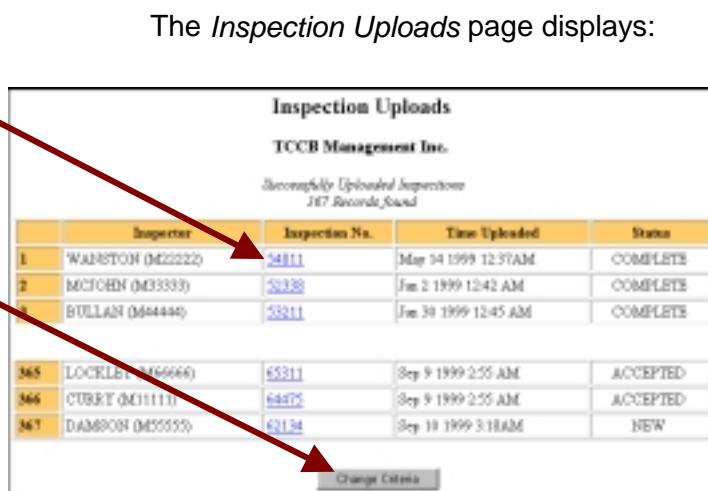 The Inspection Uploads page displays:
Inspection Uploads
TCCB Management Inc.
Successfully Uploaded Inspections
367 Records found
Inspector Inspection No. Time Uploaded Status
1 WANSTON (M22222) 54811 May 14 1999 12:37AM COMPLETE
2 MCJOHN (M33333) 51338 Jan 2 1999 12:42 AM COMPLETE
3 BULLAN (M44444) 53211 Jan 30 1999 12:45 AM COMPLETE
365 LOCKLEY (M66666) 65311 Sep 9 1999 2:55 AM ACCEPTED
366 CURRY (M11111) 64475 Sep 9 1999 2:55 AM ACCEPTED
367 DAMSON (M55555) 62134 Sep 10 1999 3:18AM NEW
Change Criteria